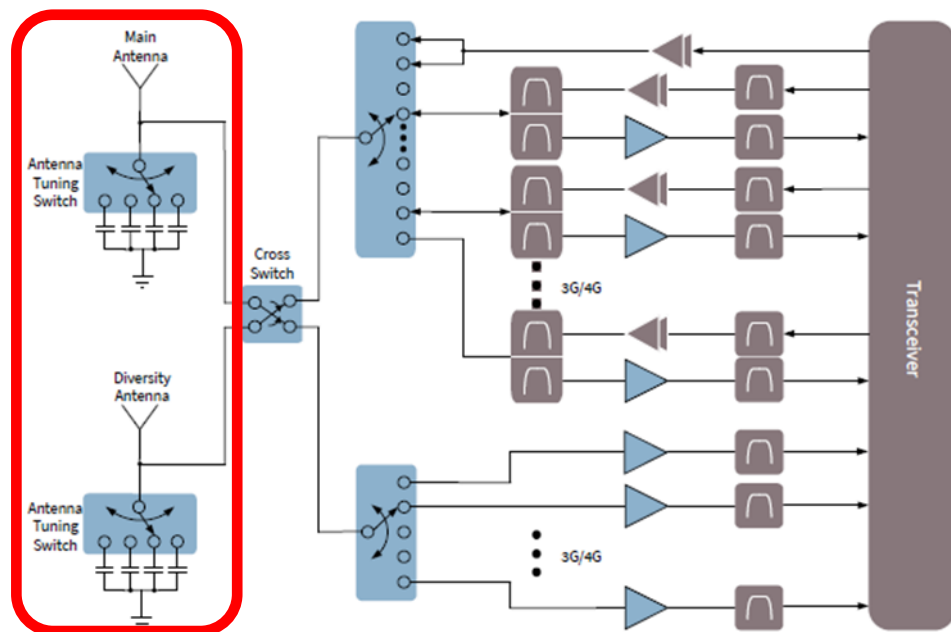 Main
Antenna
Antenna
Tuning
Switch
Cross
Switch
3G/4G
Diversity
Antenna
Antenna
Tuning
Switch
3G/4G
Transceiver